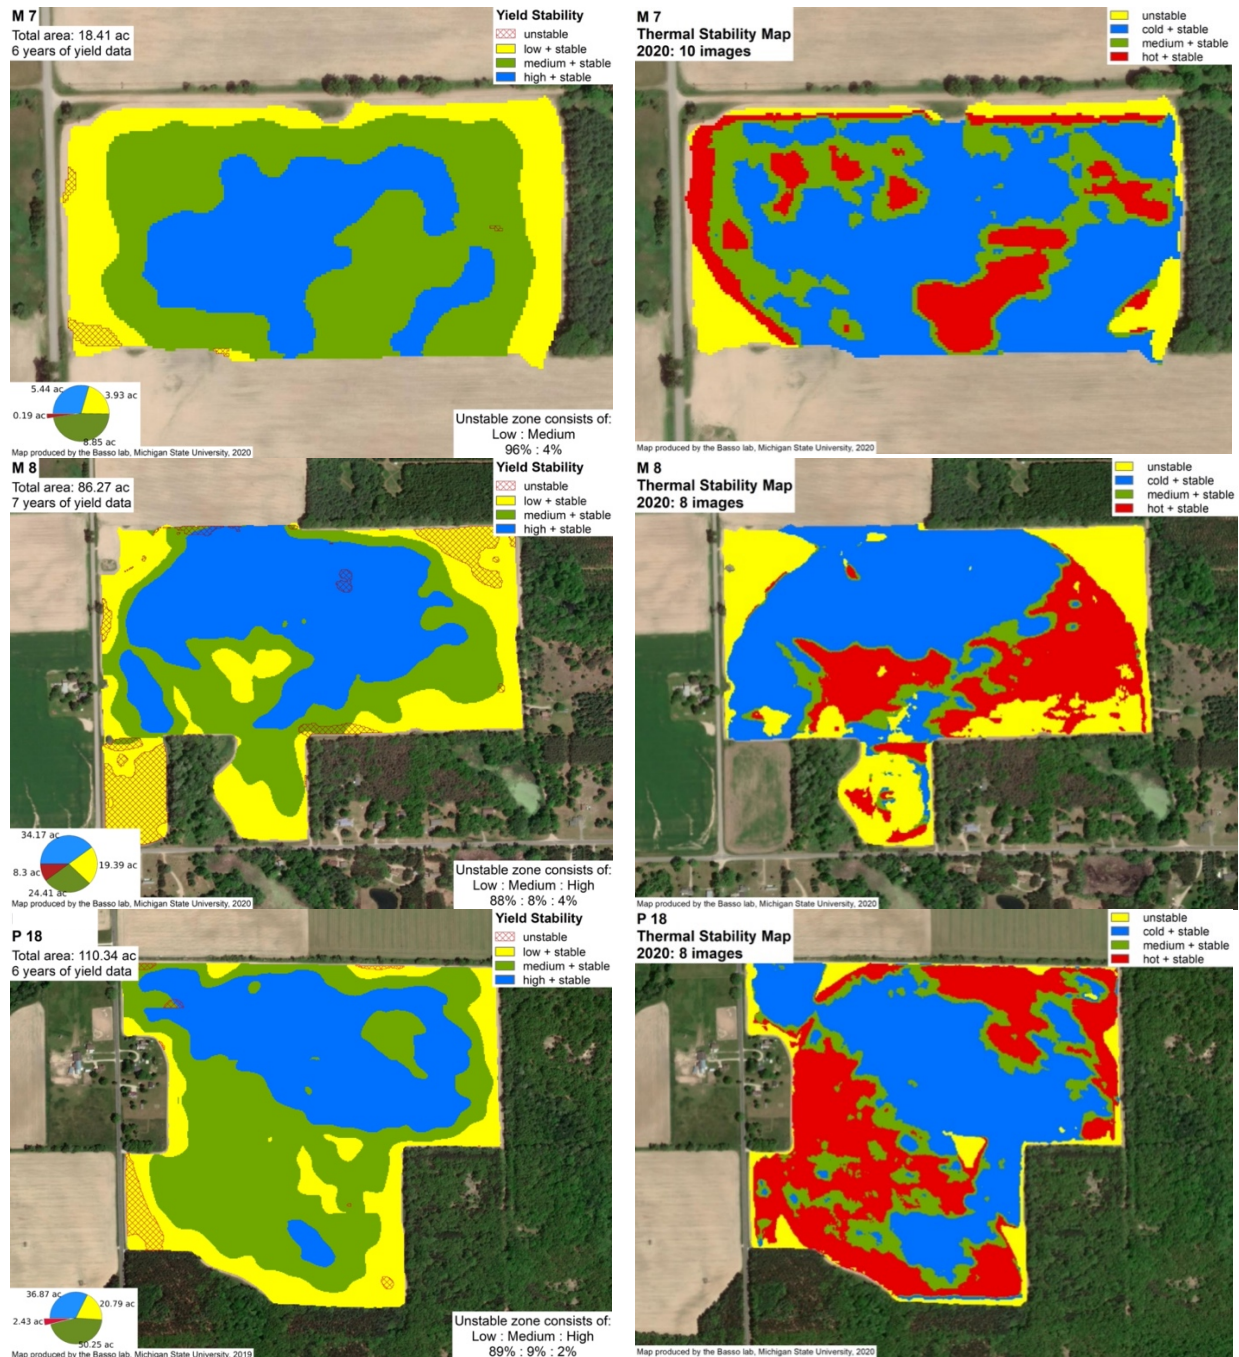 M 7
Total area: 18.41 ac
6 years of yield data
Yield Stability
unstable
low + stable
medium + stable
high + stable
5.44 ac
3.93 ac
0.19 ac
8.85 ac
Unstable zone consists of:
Low : Medium
96% : 4%
Map produced by the Basso lab, Michigan State University, 2020
M 7
Thermal Stability Map
2020: 10 images
unstable
cold + stable
medium + stable
hot + stable
Map produced by the Basso lab, Michigan State University, 2020
M 8
Total area: 86.27 ac
7 years of yield data
Yield Stability
unstable
low + stable
medium + stable
high + stable
34.17 ac
19.39 ac
8.3 ac
24.41 ac
Unstable zone consists of:
Low : Medium : High
88% : 8% : 4%
Map produced by the Basso lab, Michigan State University, 2020
M 8
Thermal Stability Map
2020: 8 images
unstable
cold + stable
medium + stable
hot + stable
Map produced by the Basso lab, Michigan State University, 2020
P 18
Total area: 110.34 ac
6 years of yield data
Yield Stability
unstable
low + stable
medium + stable
high + stable
36.87 ac
20.79 ac
2.43 ac
50.25 ac
Unstable zone consists of:
Low : Medium : High
89% : 9% : 2%
Map produced by the Basso lab, Michigan State University, 2019
P 18
Thermal Stability Map
2020: 8 images
unstable
cold + stable
medium + stable
hot + stable
Map produced by the Basso lab, Michigan State University, 2020